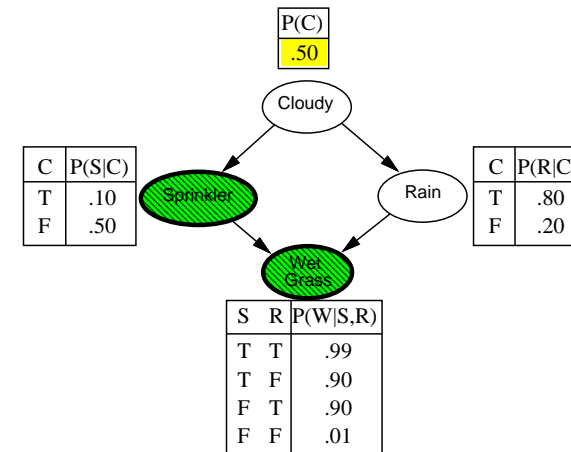 P(C)
.50
Cloudy
C P(S|C)
T .10
F .50
Sprinkler
Rain
C P(R|C
T .80
F .20
Wet
Grass
S R P(W|S,R)
T T .99
T F .90
F T .90
F F .01